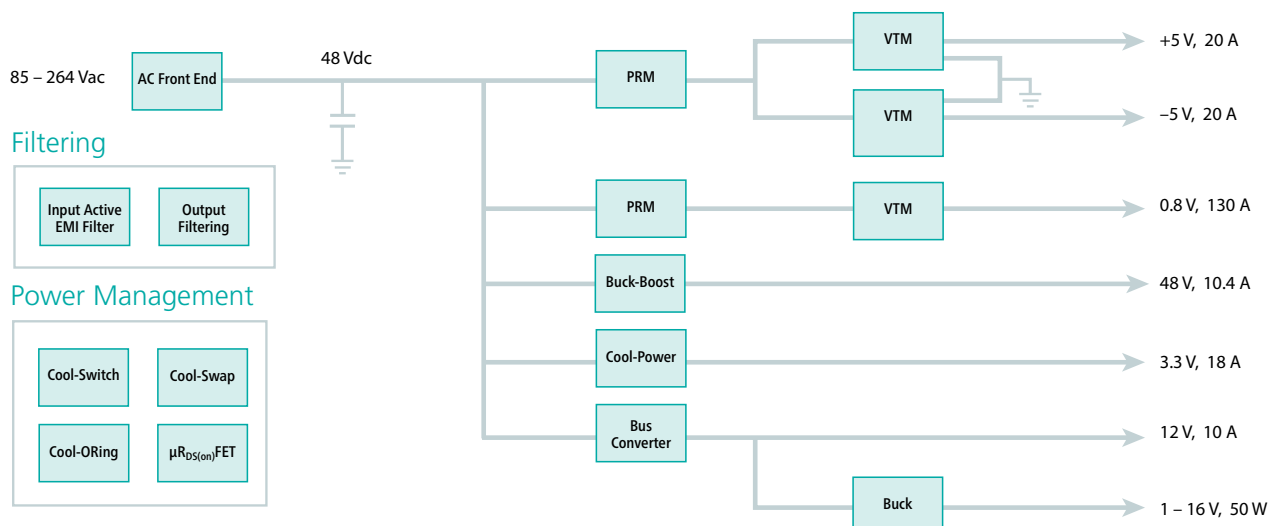 85 – 264 Vac
AC Front End
48 Vdc
PRM
VTM
+5 V, 20 A
VTM
–5 V, 20 A
Filtering
Input Active
EMI Filter
Output
Filtering
PRM
VTM
0.8 V, 130 A
Power Management
Buck-Boost
48 V, 10.4 A
Cool-Switch
Cool-Swap
Cool-Power
3.3 V, 18 A
Cool-ORing
µRDS(on)FET
Bus
Converter
12 V, 10 A
Buck
1 – 16 V, 50 W